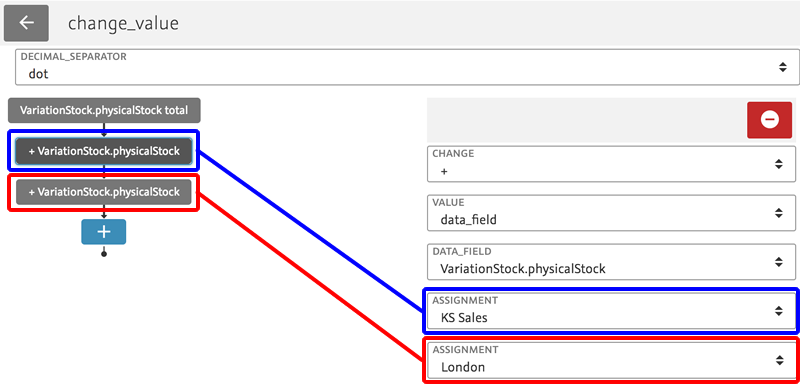 change_value
DECIMAL_SEPARATOR
dot
VariationStock.physicalStock total
+ VariationStock.physicalStock
+ VariationStock.physicalStock
+
CHANGE
+
VALUE
data_field
DATA_FIELD
VariationStock.physicalStock
ASSIGNMENT
KS Sales
ASSIGNMENT
London